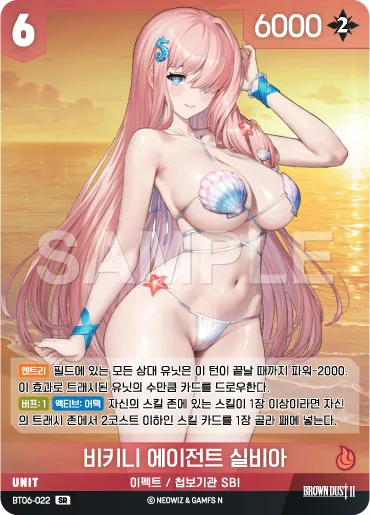 6
6000
2
SAMPLE
엔트리 필드에 있는 모든 상대 유닛은 이 턴이 끝날 때까지 파워-2000.
이 효과로 트래시된 유닛의 수만큼 카드를 드로우한다.
버프:1 액티브:어택 자신의 스킬 존에 있는 스킬이 1장 이상이라면 자신
의 트래시 존에서 2코스트 이하인 스킬 카드를 1장 골라 패에 넣는다.
비키니 에이전트 실비아
UNIT
이펙트 / 첩보기관 SBI
BT06-022 SR
© NEOWIZ & GAMFS N
BROWN DUST II